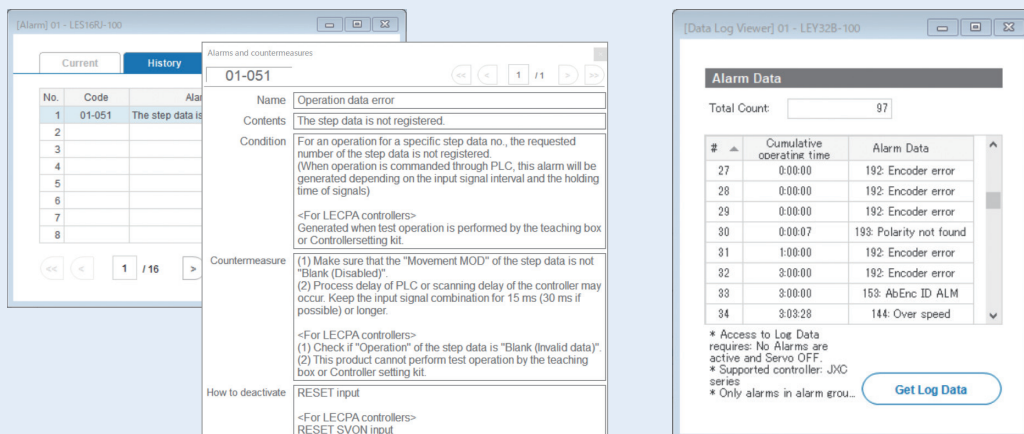 [Alarm] 01 - LES16RJ-100
Current
History
No. Code Alar
1 01-051 The step data is
2
3
4
5
6
7
8
<< < 1 / 16 >
Alarms and countermeasures
01-051
<< < 1 / 1 > >>
Name Operation data error
Contents The step data is not registered.
Condition For an operation for a specific step data no., the requested
number of the step data is not registered.
(When operation is commanded through PLC, this alarm will be
generated depending on the input signal interval and the holding
time of signals)
<For LECPA controllers>
Generated when test operation is performed by the teaching box
or Controllersetting kit.
Countermeasure (1) Make sure that the "Movement MOD" of the step data is not
"Blank (Disabled)".
(2) Process delay of PLC or scanning delay of the controller may
occur. Keep the input signal combination for 15 ms (30 ms if
possible) or longer.
<For LECPA controllers>
(1) Check if "Operation" of the step data is "Blank (Invalid data)".
(2) This product cannot perform test operation by the teaching
box or Controller setting kit.
How to deactivate RESET input
<For LECPA controllers>
RESET SVON input
[Data Log Viewer] 01 - LEY32B-100
Alarm Data
Total Count: 97
# Cumulative
operating time Alarm Data
27 0:00:00 192: Encoder error
28 0:00:00 192: Encoder error
29 0:00:00 192: Encoder error
30 0:00:07 193: Polarity not found
31 1:00:00 192: Encoder error
32 3:00:00 192: Encoder error
33 3:00:00 153: AbEnc ID ALM
34 3:03:28 144: Over speed
* Access to Log Data
requires: No Alarms are
active and Servo OFF.
* Supported controller: JXC
series
* Only alarms in alarm grou...
Get Log Data